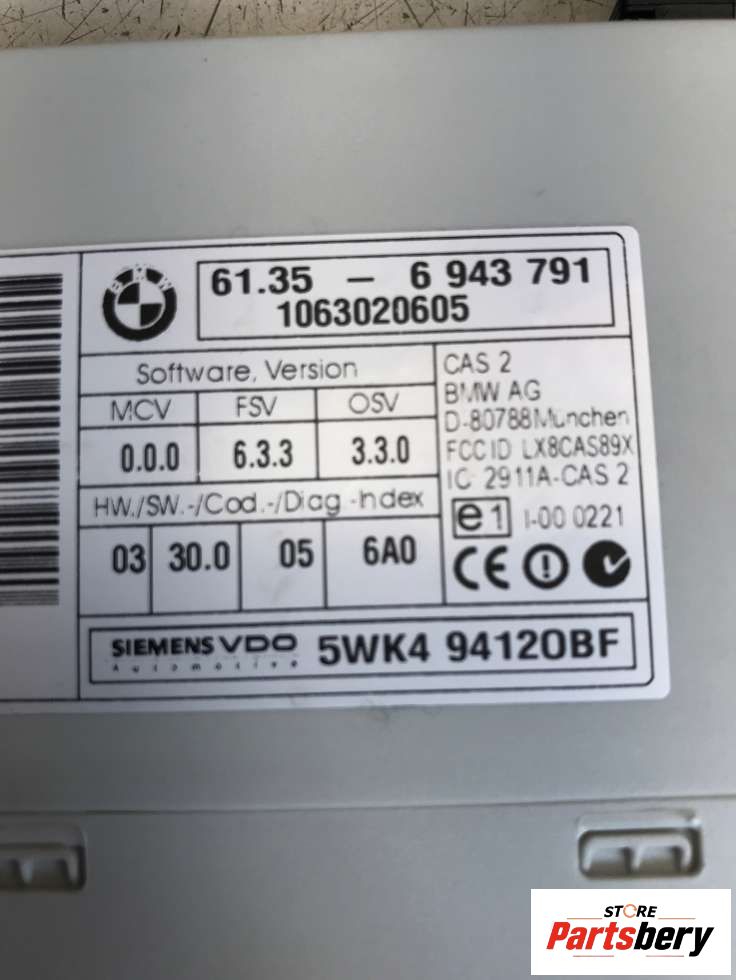 BMW
61.35 — 6 943 791
1063020605
Software, Version
MCV FSV OSV
0.0.0 6.3.3 3.3.0
HW./SW.-/Cod.-/Diag.-Index
03 30.0 05 6A0
CAS 2
BMW AG
D-80788München
FCC ID LX8CAS89X
IC 2911A-CAS 2
e1 I-00 0221
CE
SIEMENS VDO 5WK4 94120BF
Automotive
STORE
Partsbery